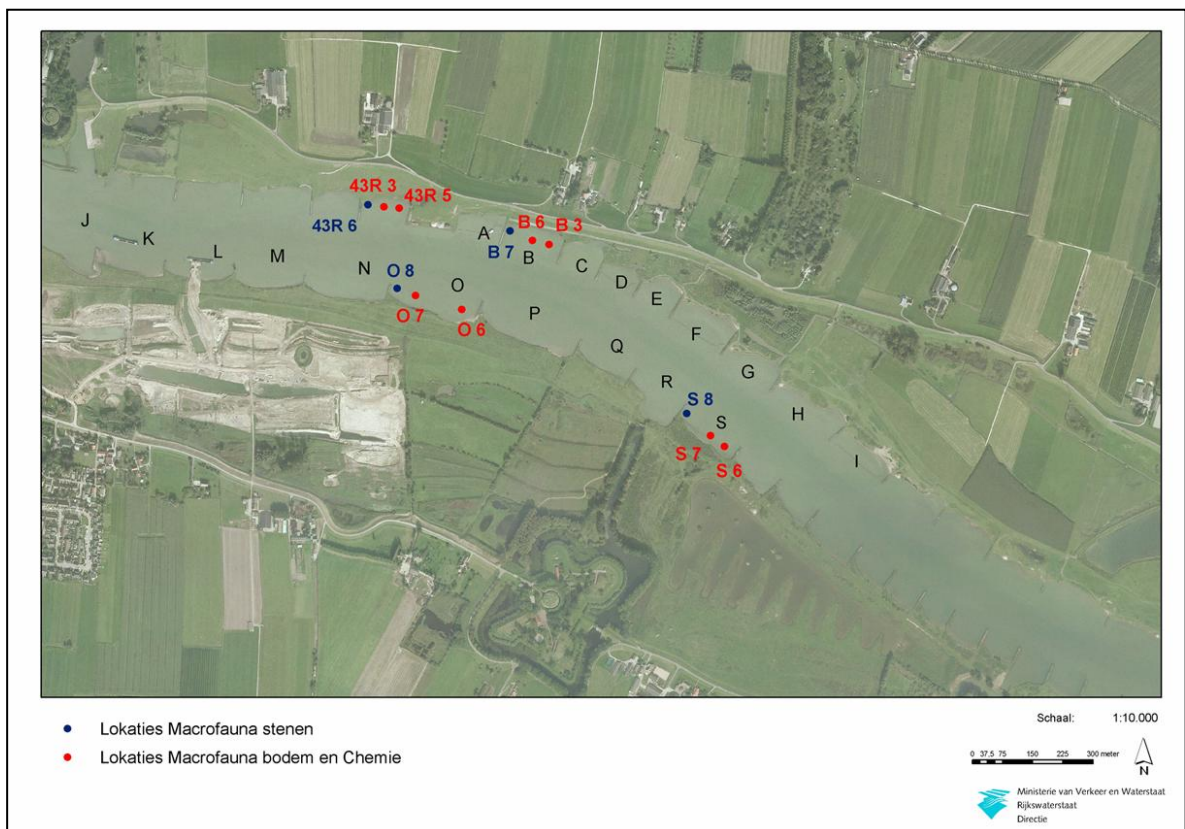 43R 3
43R 5
43R 6
J
K
L
M
N
A
B 7
B 6
B 3
B
C
D
E
F
G
H
I
O 8
O 7
O
O 6
P
Q
R
S 8
S
S 7
S 6
Lokaties Macrofauna stenen
Lokaties Macrofauna bodem en Chemie
Schaal: 1:10.000
0 37,5 75 150 225 300 meter
N
Ministerie van Verkeer en Waterstaat
Rijkswaterstaat
Directie